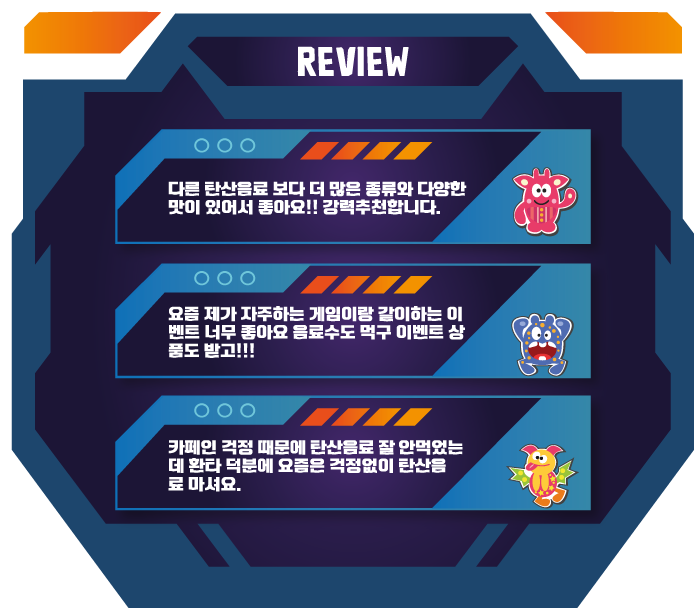 REVIEW
다른 탄산음료 보다 더 많은 종류와 다양한
맛이 있어서 좋아요!! 강력추천합니다.
요즘 제가 자주하는 게임이랑 같이하는 이
벤트 너무 좋아요 음료수도 먹구 이벤트 상
품도 받고!!!
카페인 걱정 때문에 탄산음료 잘 안먹었는
데 환타 덕분에 요즘은 걱정없이 탄산음
료 마셔요.